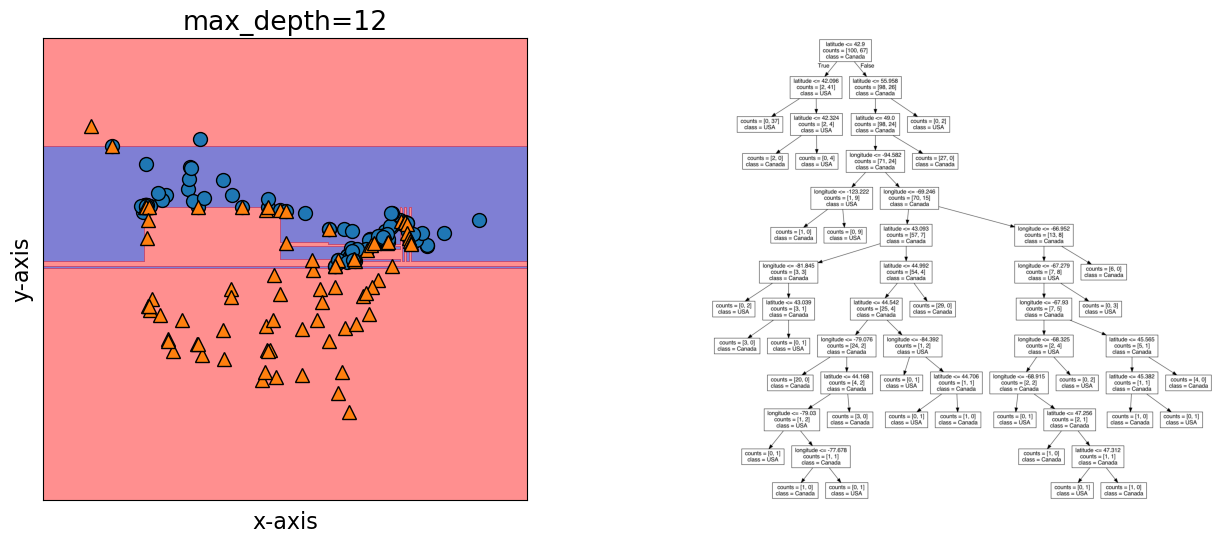 max_depth=12
y-axis
x-axis
latitude <= 42.9
counts = [100, 67]
class = Canada
True
False
latitude <= 42.096
counts = [2, 41]
class = USA
latitude <= 55.958
counts = [98, 26]
class = Canada
counts = [0, 37]
class = USA
latitude <= 42.324
counts = [2, 4]
class = USA
latitude <= 49.0
counts = [98, 24]
class = Canada
counts = [0, 2]
class = USA
counts = [2, 0]
class = Canada
counts = [0, 4]
class = USA
longitude <= -94.582
counts = [71, 24]
class = Canada
counts = [27, 0]
class = Canada
longitude <= -123.222
counts = [1, 9]
class = USA
longitude <= -69.246
counts = [70, 15]
class = Canada
counts = [1, 0]
class = Canada
counts = [0, 9]
class = USA
latitude <= 43.093
counts = [57, 7]
class = Canada
longitude <= -66.952
counts = [13, 8]
class = Canada
longitude <= -81.845
counts = [3, 3]
class = Canada
latitude <= 44.992
counts = [54, 4]
class = Canada
longitude <= -67.279
counts = [7, 8]
class = USA
counts = [6, 0]
class = Canada
counts = [0, 2]
class = USA
latitude <= 43.039
counts = [3, 1]
class = Canada
latitude <= 44.542
counts = [25, 4]
class = Canada
counts = [29, 0]
class = Canada
longitude <= -67.93
counts = [7, 5]
class = Canada
counts = [0, 3]
class = USA
counts = [3, 0]
class = Canada
counts = [0, 1]
class = USA
longitude <= -79.076
counts = [24, 2]
class = Canada
longitude <= -84.392
counts = [1, 2]
class = USA
longitude <= -68.325
counts = [2, 4]
class = USA
latitude <= 45.565
counts = [5, 1]
class = Canada
counts = [20, 0]
class = Canada
latitude <= 44.168
counts = [4, 2]
class = Canada
counts = [0, 1]
class = USA
latitude <= 44.706
counts = [1, 1]
class = Canada
longitude <= -68.915
counts = [2, 2]
class = Canada
counts = [0, 2]
class = USA
latitude <= 45.382
counts = [1, 1]
class = Canada
counts = [4, 0]
class = Canada
longitude <= -79.03
counts = [1, 2]
class = USA
counts = [3, 0]
class = Canada
counts = [0, 1]
class = USA
counts = [1, 0]
class = Canada
counts = [0, 1]
class = USA
latitude <= 47.256
counts = [2, 1]
class = Canada
counts = [1, 0]
class = Canada
counts = [0, 1]
class = USA
counts = [0, 1]
class = USA
longitude <= -77.678
counts = [1, 1]
class = Canada
counts = [1, 0]
class = Canada
latitude <= 47.312
counts = [1, 1]
class = Canada
counts = [1, 0]
class = Canada
counts = [0, 1]
class = USA
counts = [0, 1]
class = USA
counts = [1, 0]
class = Canada